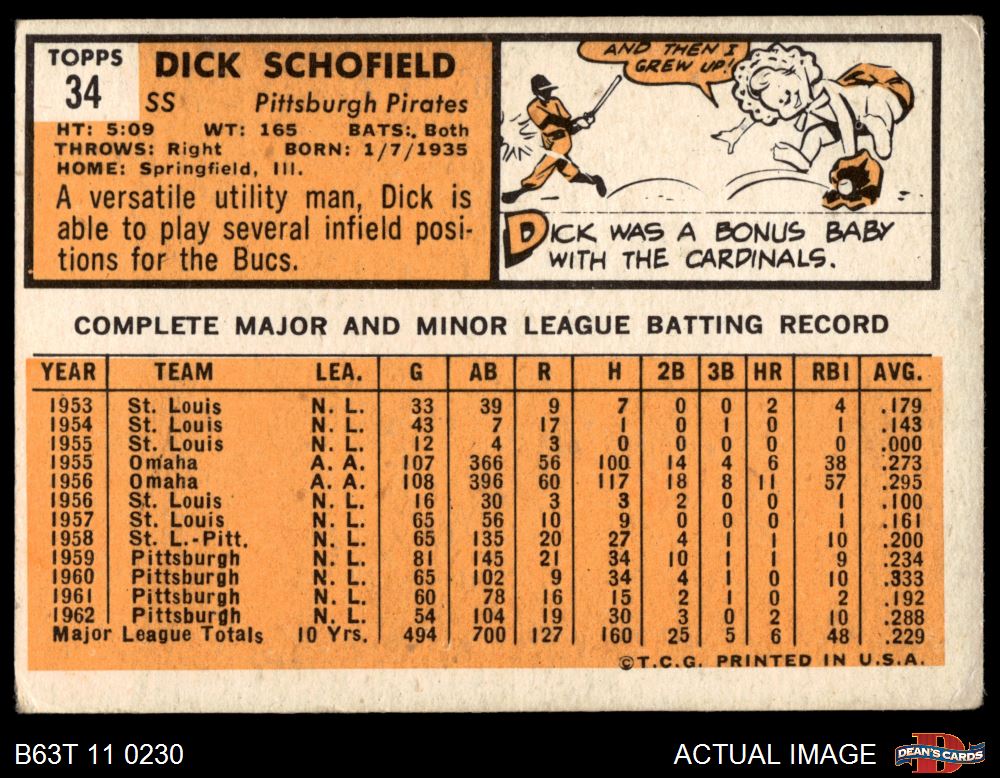 TOPPS
34
DICK SCHOFIELD
SS Pittsburgh Pirates
HT: 5:09 WT: 165 BATS: Both
THROWS: Right BORN: 1/7/1935
HOME: Springfield, Ill.
A versatile utility man, Dick is
able to play several infield posi-
tions for the Bucs.
AND THEN I
GREW UP!
DICK WAS A BONUS BABY
WITH THE CARDINALS.
COMPLETE MAJOR AND MINOR LEAGUE BATTING RECORD
YEAR TEAM LEA. G AB R H 2B 3B HR RBI AVG.
1953 St. Louis N. L. 33 39 9 7 0 0 2 4 .179
1954 St. Louis N. L. 43 7 17 1 0 1 0 1 .143
1955 St. Louis N. L. 12 4 3 0 0 0 0 0 .000
1955 Omaha A. A. 107 366 56 100 14 4 6 38 .273
1956 Omaha A. A. 108 396 60 117 18 8 11 57 .295
1956 St. Louis N. L. 16 30 3 3 2 0 0 1 .100
1957 St. Louis N. L. 65 56 10 9 0 0 0 1 .161
1958 St. L.-Pitt. N. L. 65 135 20 27 4 1 1 10 .200
1959 Pittsburgh N. L. 81 145 21 34 10 1 1 9 .234
1960 Pittsburgh N. L. 65 102 9 34 4 1 0 10 .333
1961 Pittsburgh N. L. 60 78 16 15 2 1 0 2 .192
1962 Pittsburgh N. L. 54 104 19 30 3 0 2 10 .288
Major League Totals 10 Yrs. 494 700 127 160 25 5 6 48 .229
©T.C.G. PRINTED IN U.S.A.
B63T 11 0230 ACTUAL IMAGE DEAN'S CARDS